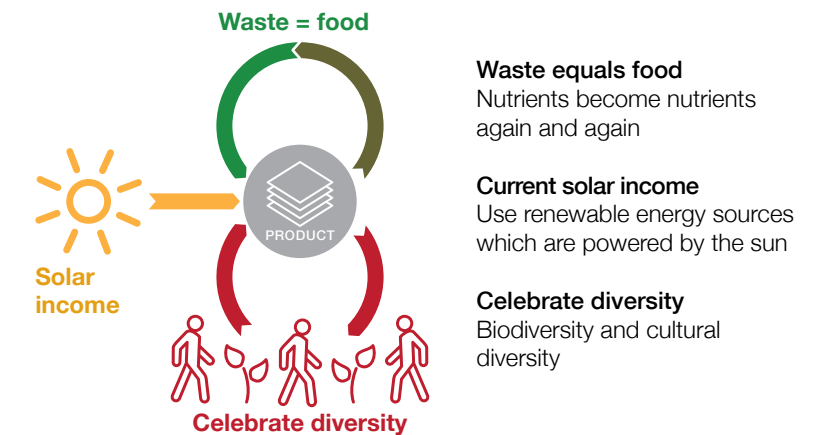 Waste = food
PRODUCT
Solar
income
Celebrate diversity
Waste equals food
Nutrients become nutrients
again and again
Current solar income
Use renewable energy sources
which are powered by the sun
Celebrate diversity
Biodiversity and cultural
diversity